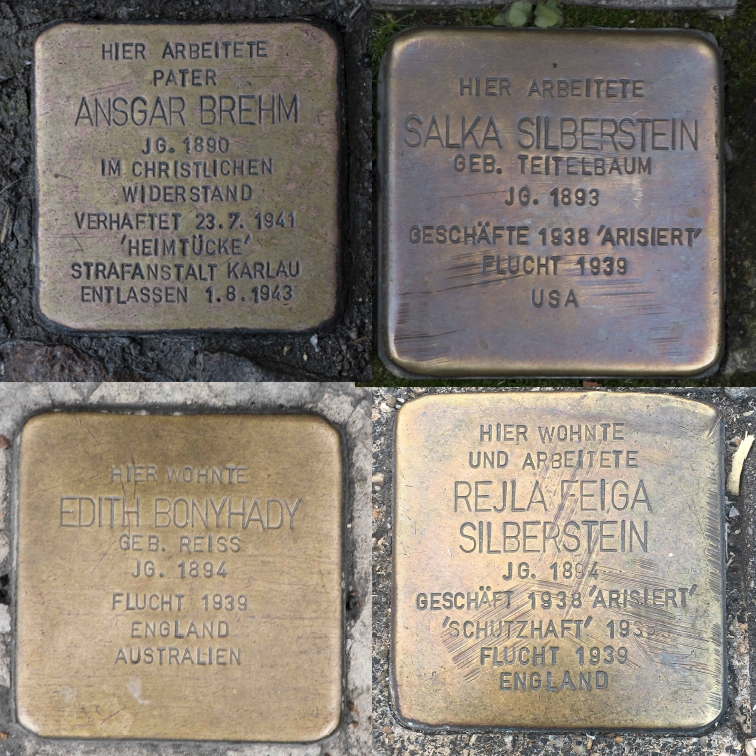 HIER ARBEITETE
PATER
ANSGAR BREHM
JG. 1890
IM CHRISTLICHEN
WIDERSTAND
VERHAFTET 23.7. 1941
'HEIMTÜCKE'
STRAFANSTALT KARLAU
ENTLASSEN 1.8.1943
HIER ARBEITETE
SALKA SILBERSTEIN
GEB. TEITELBAUM
JG. 1893
GESCHÄFTE 1938 'ARISIERT'
FLUCHT 1939
USA
HIER WOHNTE
EDITH BONYHADY
GEB. REISS
JG. 1894
FLUCHT 1939
ENGLAND
AUSTRALIEN
HIER WOHNTE
UND ARBEITETE
REJLA FEIGA
SILBERSTEIN
JG. 1894
GESCHÄFT 1938 'ARISIERT'
'SCHUTZHAFT'
FLUCHT 1939
ENGLAND